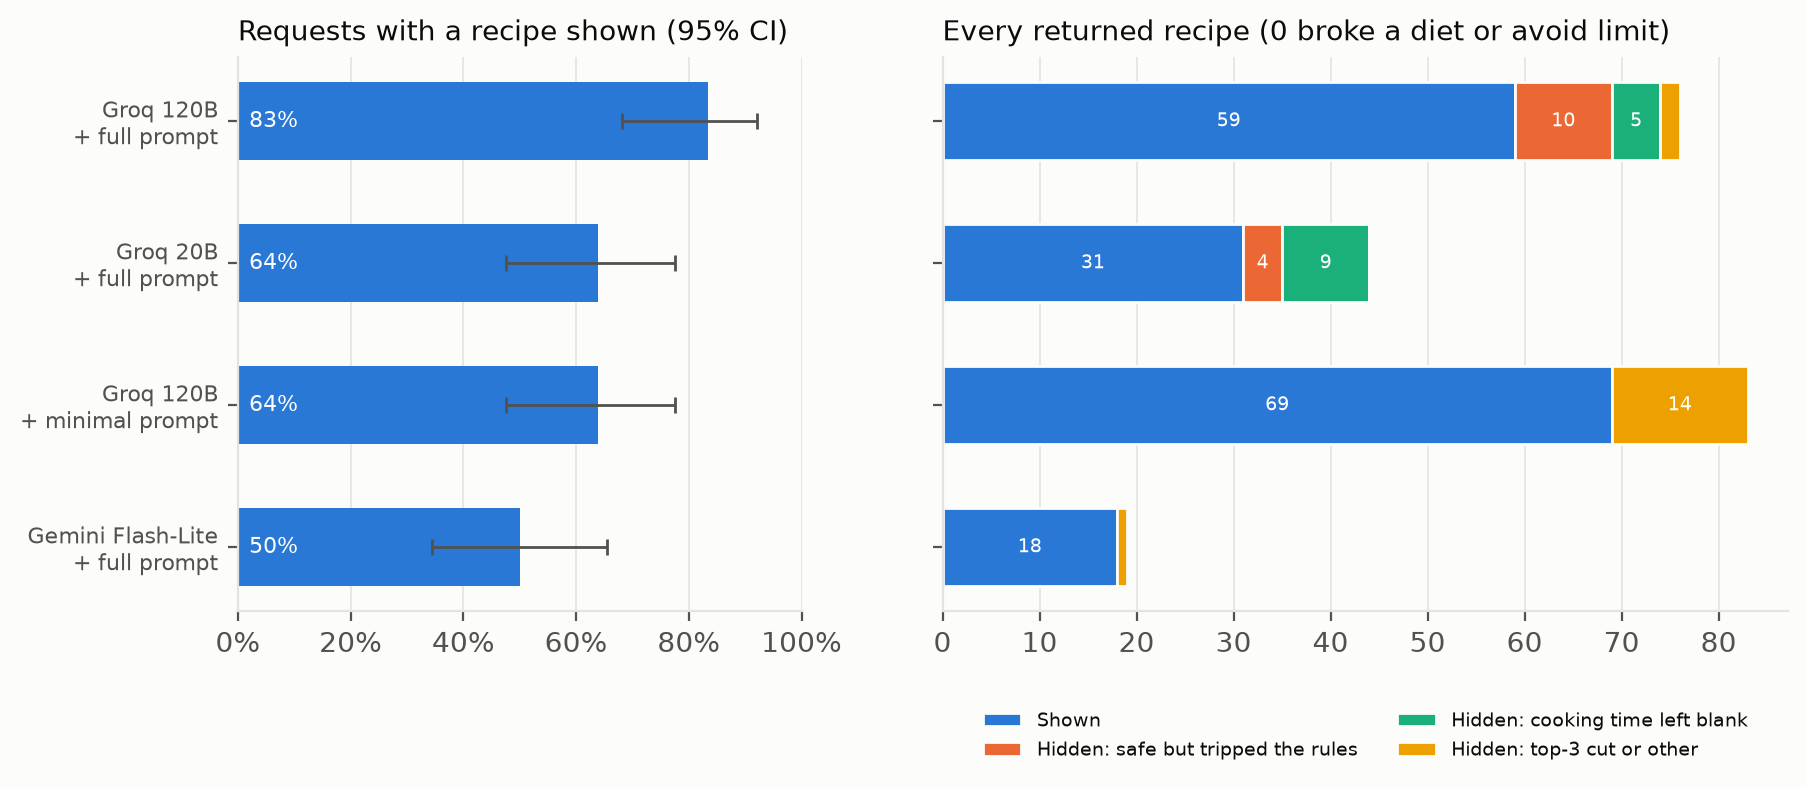 Requests with a recipe shown (95% CI)
Groq 120B
+ full prompt
83%
Groq 20B
+ full prompt
64%
Groq 120B
+ minimal prompt
64%
Gemini Flash-Lite
+ full prompt
50%
0% 20% 40% 60% 80% 100%
Every returned recipe (0 broke a diet or avoid limit)
59 10 5
31 4 9
69 14
18
0 10 20 30 40 50 60 70 80
Shown
Hidden: safe but tripped the rules
Hidden: cooking time left blank
Hidden: top-3 cut or other